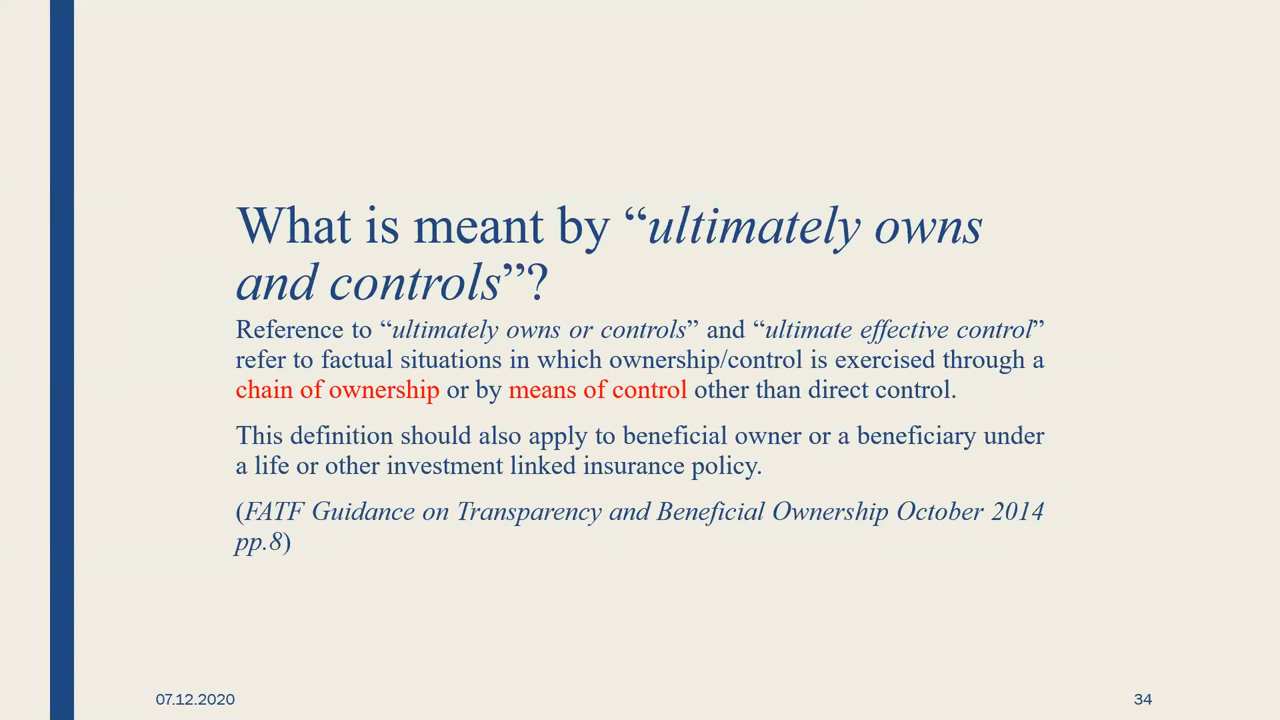 What is meant by “ultimately owns
and controls”?
Reference to “ultimately owns or controls” and “ultimate effective control”
refer to factual situations in which ownership/control is exercised through a
chain of ownership or by means of control other than direct control.
This definition should also apply to beneficial owner or a beneficiary under
a life or other investment linked insurance policy.
(FATF Guidance on Transparency and Beneficial Ownership October 2014
pp.8)
07.12.2020
34